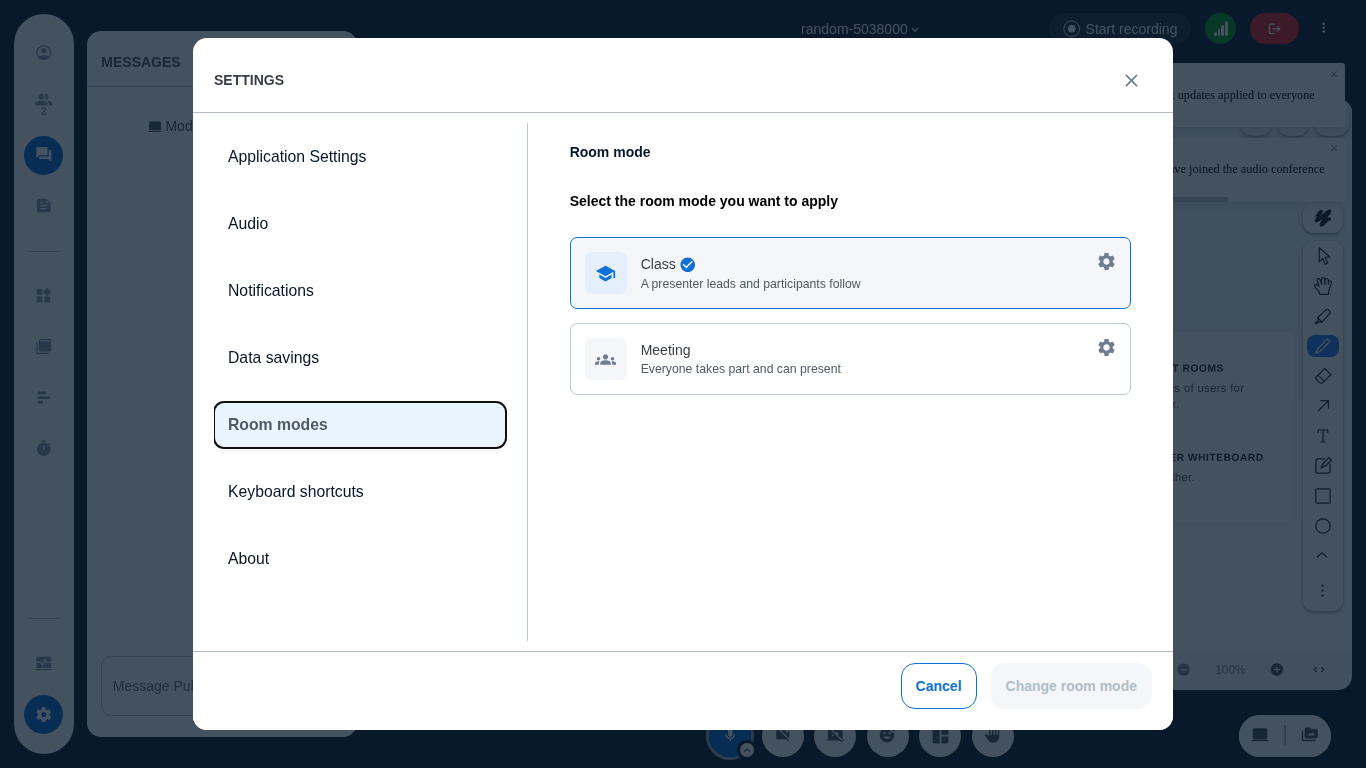 random-5038000
Start recording
MESSAGES
SETTINGS
updates applied to everyone
2
Application Settings
Room mode
joined the audio conference
Audio
Select the room mode you want to apply
Class
A presenter leads and participants follow
Notifications
Meeting
Everyone takes part and can present
Data savings
ROOMS
s of users for
Room modes
WHITEBOARD
Keyboard shortcuts
About
100%
Message
Cancel
Change room mode